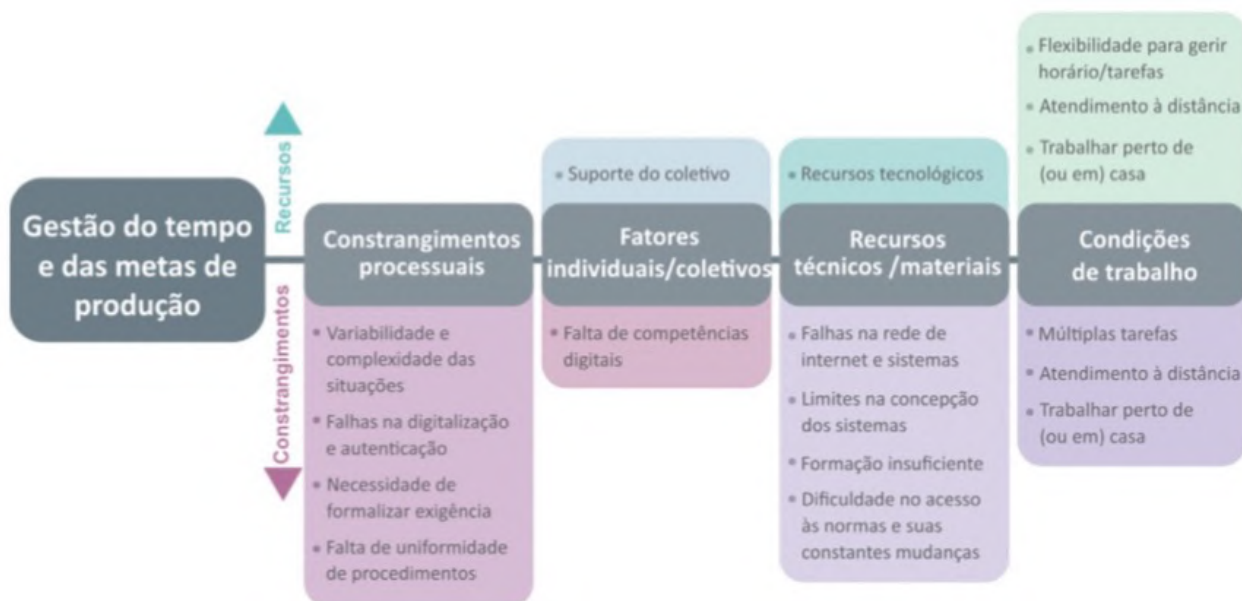 Gestão do tempo
e das metas de
produção
Recursos
Constrangimentos
Constrangimentos
processuais
• Variabilidade e
complexidade das
situações
• Falhas na digitalização
e autenticação
• Necessidade de
formalizar exigência
• Falta de uniformidade
de procedimentos
• Suporte do coletivo
Fatores
individuais/coletivos
• Falta de competências
digitais
• Recursos tecnológicos
Recursos
técnicos /materiais
• Falhas na rede de
internet e sistemas
• Limites na concepção
dos sistemas
• Formação insuficiente
• Dificuldade no acesso
às normas e suas
constantes mudanças
• Flexibilidade para gerir
horário/tarefas
• Atendimento à distância
• Trabalhar perto de
(ou em) casa
Condições
de trabalho
• Múltiplas tarefas
• Atendimento à distância
• Trabalhar perto de
(ou em) casa